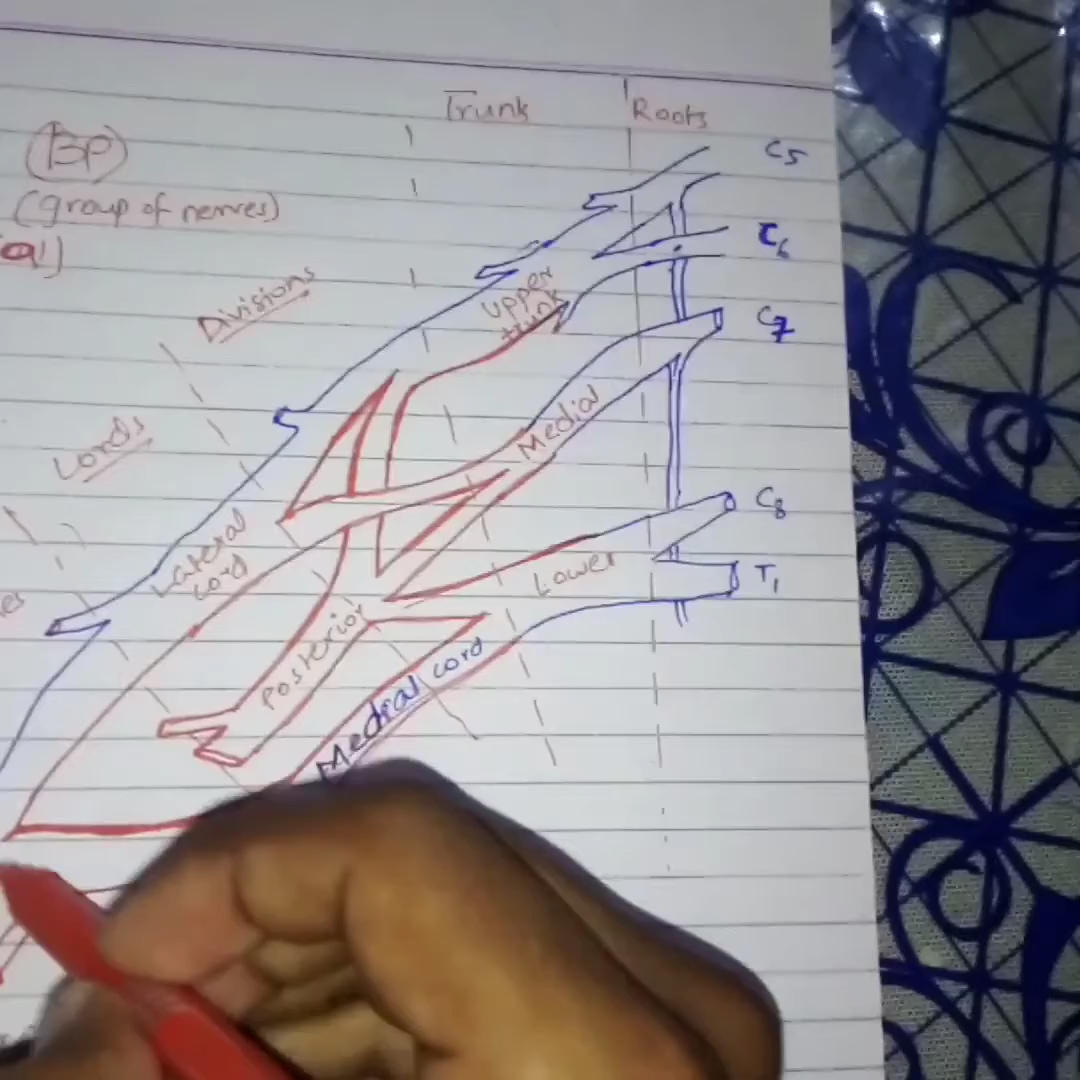 Trunk
Roots
BP
(group of nerves)
C5
C6
C7
C8
T1
Divisions
Upper
trunk
Medial
Lords
Lateral
cord
Lower
Posterior
Medial cord